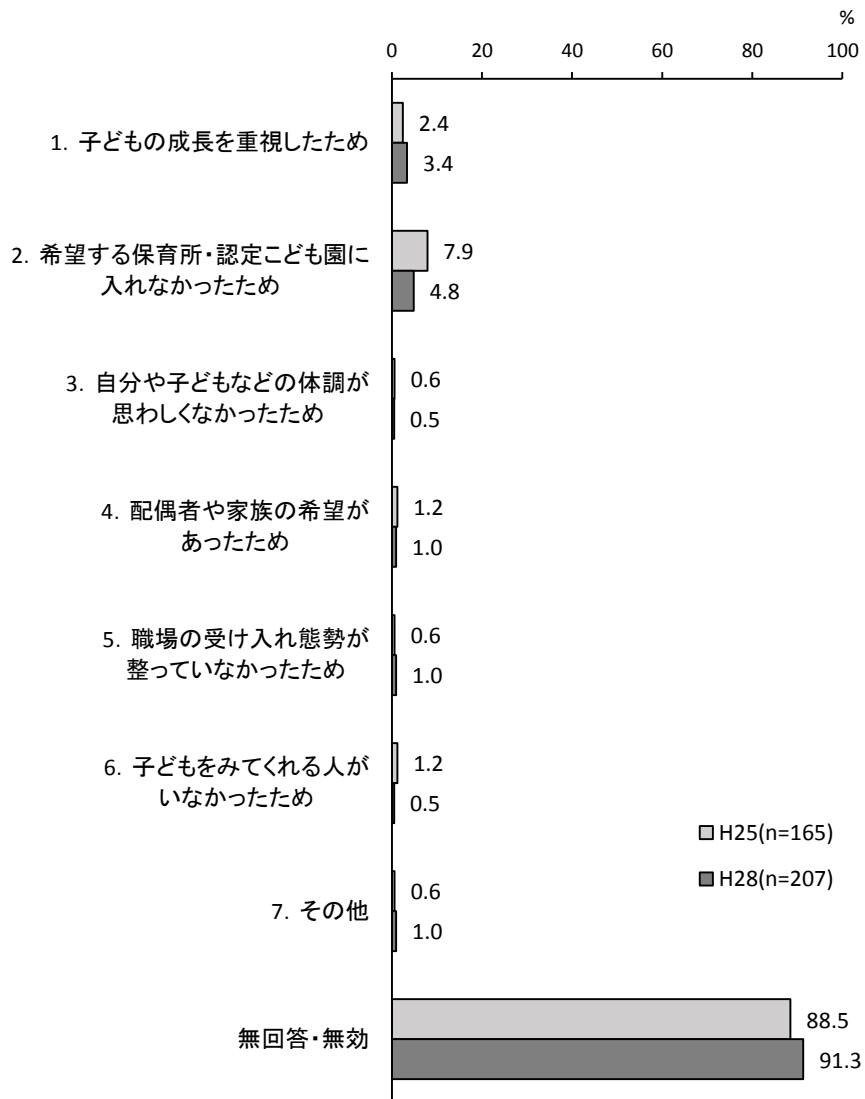 %
0 20 40 60 80 100
1. 子どもの成長を重視したため
2.4
3.4
2. 希望する保育所・認定こども園に
入れなかったため
7.9
4.8
3. 自分や子どもなどの体調が
思わしくなかったため
0.6
0.5
4. 配偶者や家族の希望が
あったため
1.2
1.0
5. 職場の受け入れ態勢が
整っていなかったため
0.6
1.0
6. 子どもをみてくれる人が
いなかったため
1.2
0.5
H25(n=165)
H28(n=207)
7. その他
0.6
1.0
無回答・無効
88.5
91.3